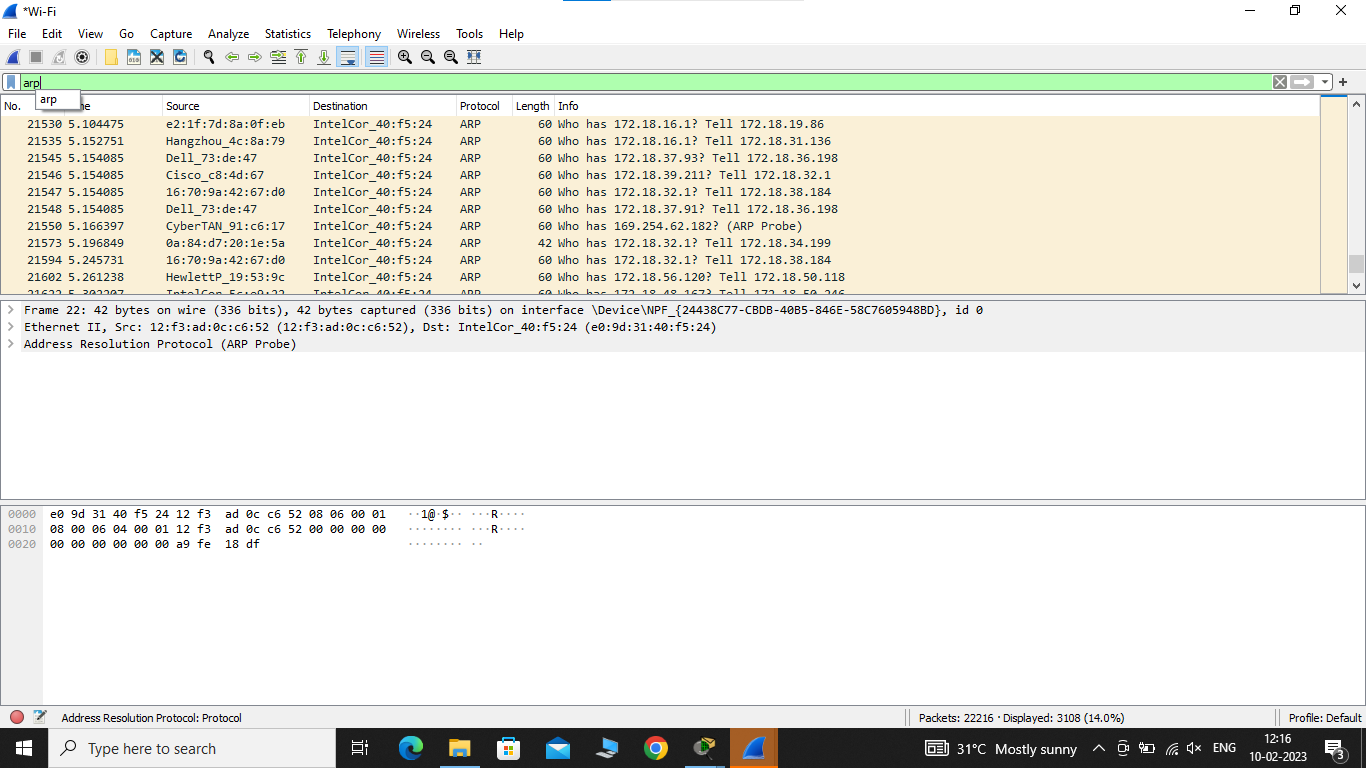 *Wi-Fi
File Edit View Go Capture Analyze Statistics Telephony Wireless Tools Help
arp
arp
No. Source Destination Protocol Length Info
21530 5.104475 e2:1f:7d:8a:0f:eb IntelCor_40:f5:24 ARP 60 Who has 172.18.16.1? Tell 172.18.19.86
21535 5.152751 Hangzhou_4c:8a:79 IntelCor_40:f5:24 ARP 60 Who has 172.18.16.1? Tell 172.18.31.136
21545 5.154085 Dell_73:de:47 IntelCor_40:f5:24 ARP 60 Who has 172.18.37.93? Tell 172.18.36.198
21546 5.154085 Cisco_c8:4d:67 IntelCor_40:f5:24 ARP 60 Who has 172.18.39.211? Tell 172.18.32.1
21547 5.154085 16:70:9a:42:67:d0 IntelCor_40:f5:24 ARP 60 Who has 172.18.32.1? Tell 172.18.38.184
21548 5.154085 Dell_73:de:47 IntelCor_40:f5:24 ARP 60 Who has 172.18.37.91? Tell 172.18.36.198
21550 5.166397 CyberTAN_91:c6:17 IntelCor_40:f5:24 ARP 60 Who has 169.254.62.182? (ARP Probe)
21573 5.196849 0a:84:d7:20:1e:5a IntelCor_40:f5:24 ARP 42 Who has 172.18.32.1? Tell 172.18.34.199
21594 5.245731 16:70:9a:42:67:d0 IntelCor_40:f5:24 ARP 60 Who has 172.18.32.1? Tell 172.18.38.184
21602 5.261238 HewlettP_19:53:9c IntelCor_40:f5:24 ARP 60 Who has 172.18.56.120? Tell 172.18.50.118
Frame 22: 42 bytes on wire (336 bits), 42 bytes captured (336 bits) on interface \Device\NPF_{24438C77-CBDB-40B5-846E-58C7605948BD}, id 0
Ethernet II, Src: 12:f3:ad:0c:c6:52 (12:f3:ad:0c:c6:52), Dst: IntelCor_40:f5:24 (e0:9d:31:40:f5:24)
Address Resolution Protocol (ARP Probe)
0000 e0 9d 31 40 f5 24 12 f3 ad 0c c6 52 08 06 00 01 ··1@·$·· ···R····
0010 08 00 06 04 00 01 12 f3 ad 0c c6 52 00 00 00 00 ········ ···R····
0020 00 00 00 00 00 00 a9 fe 18 df ········ ··
Address Resolution Protocol: Protocol
Packets: 22216 · Displayed: 3108 (14.0%)
Profile: Default
Type here to search
31°C Mostly sunny
ENG
12:16
10-02-2023
3